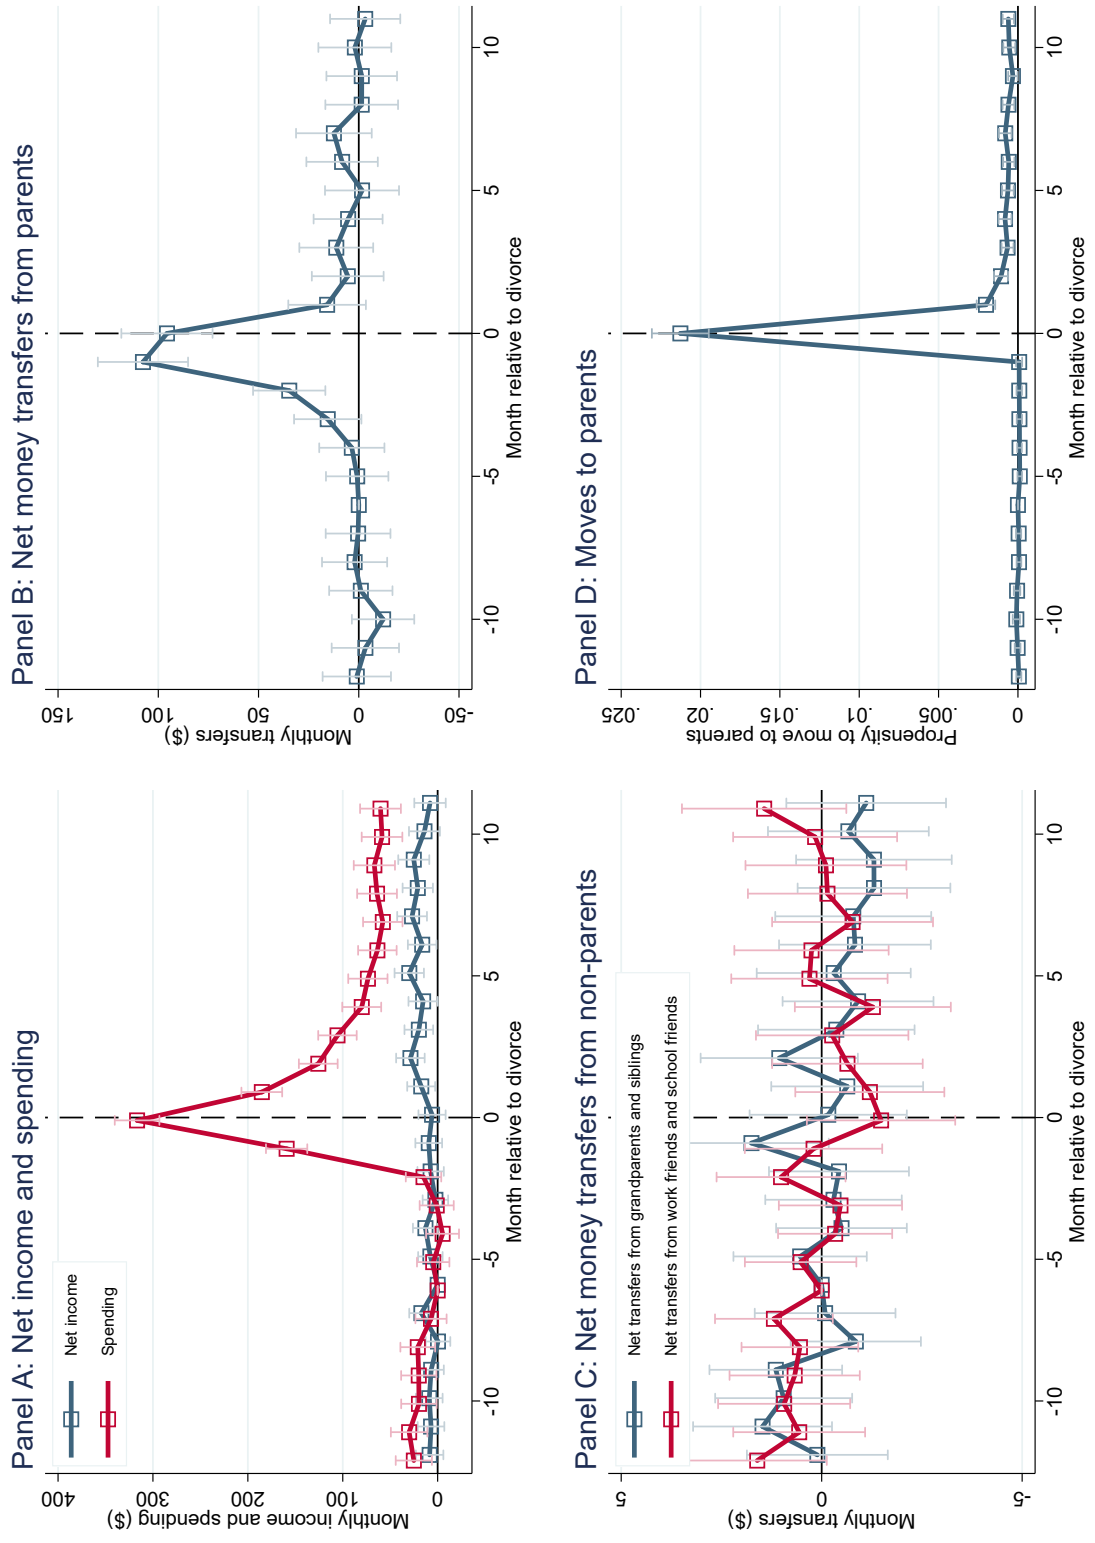 Panel A: Net income and spending
Net income
Spending
Monthly income and spending ($)
400
300
200
100
0
-10
-5
0
5
10
Month relative to divorce
Panel B: Net money transfers from parents
Monthly transfers ($)
150
100
50
0
-50
-10
-5
0
5
10
Month relative to divorce
Panel C: Net money transfers from non-parents
Net transfers from grandparents and siblings
Net transfers from work friends and school friends
Monthly transfers ($)
5
0
-5
-10
-5
0
5
10
Month relative to divorce
Panel D: Moves to parents
Propensity to move to parents
.025
.02
.015
.01
.005
0
-10
-5
0
5
10
Month relative to divorce